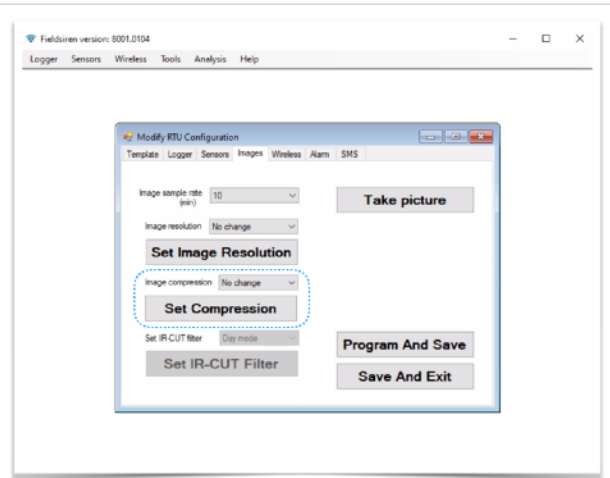 Fieldsiren version: 8001.0104
Logger Sensors Wireless Tools Analysis Help
Modify RTU Configuration
Template Logger Sensors Images Wireless Alarm SMS
Image sample rate (min) 10
Take picture
Image resolution No change
Set Image Resolution
Image compression No change
Set Compression
Set IR-CUT filter Day mode
Set IR-CUT Filter
Program And Save
Save And Exit